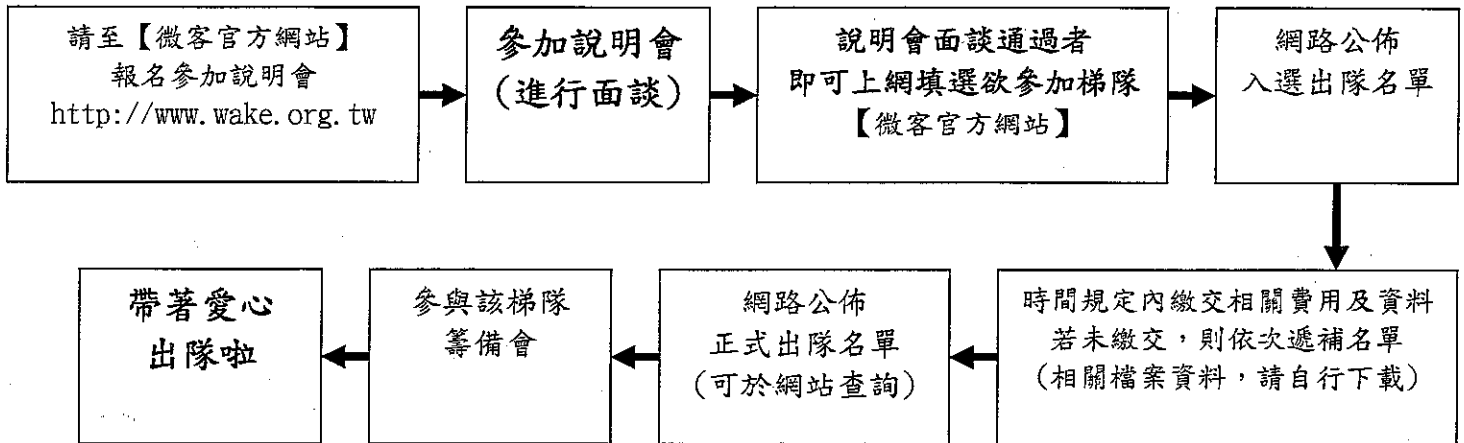 請至【微客官方網站】
報名參加說明會
http://www.wake.org.tw
參加說明會
(進行面談)
說明會面談通過者
即可上網填選欲參加梯隊
【微客官方網站】
網路公佈
入選出隊名單
時間規定內繳交相關費用及資料
若未繳交，則依次遞補名單
(相關檔案資料，請自行下載)
網路公佈
正式出隊名單
(可於網站查詢)
參與該梯隊
籌備會
帶著愛心
出隊啦